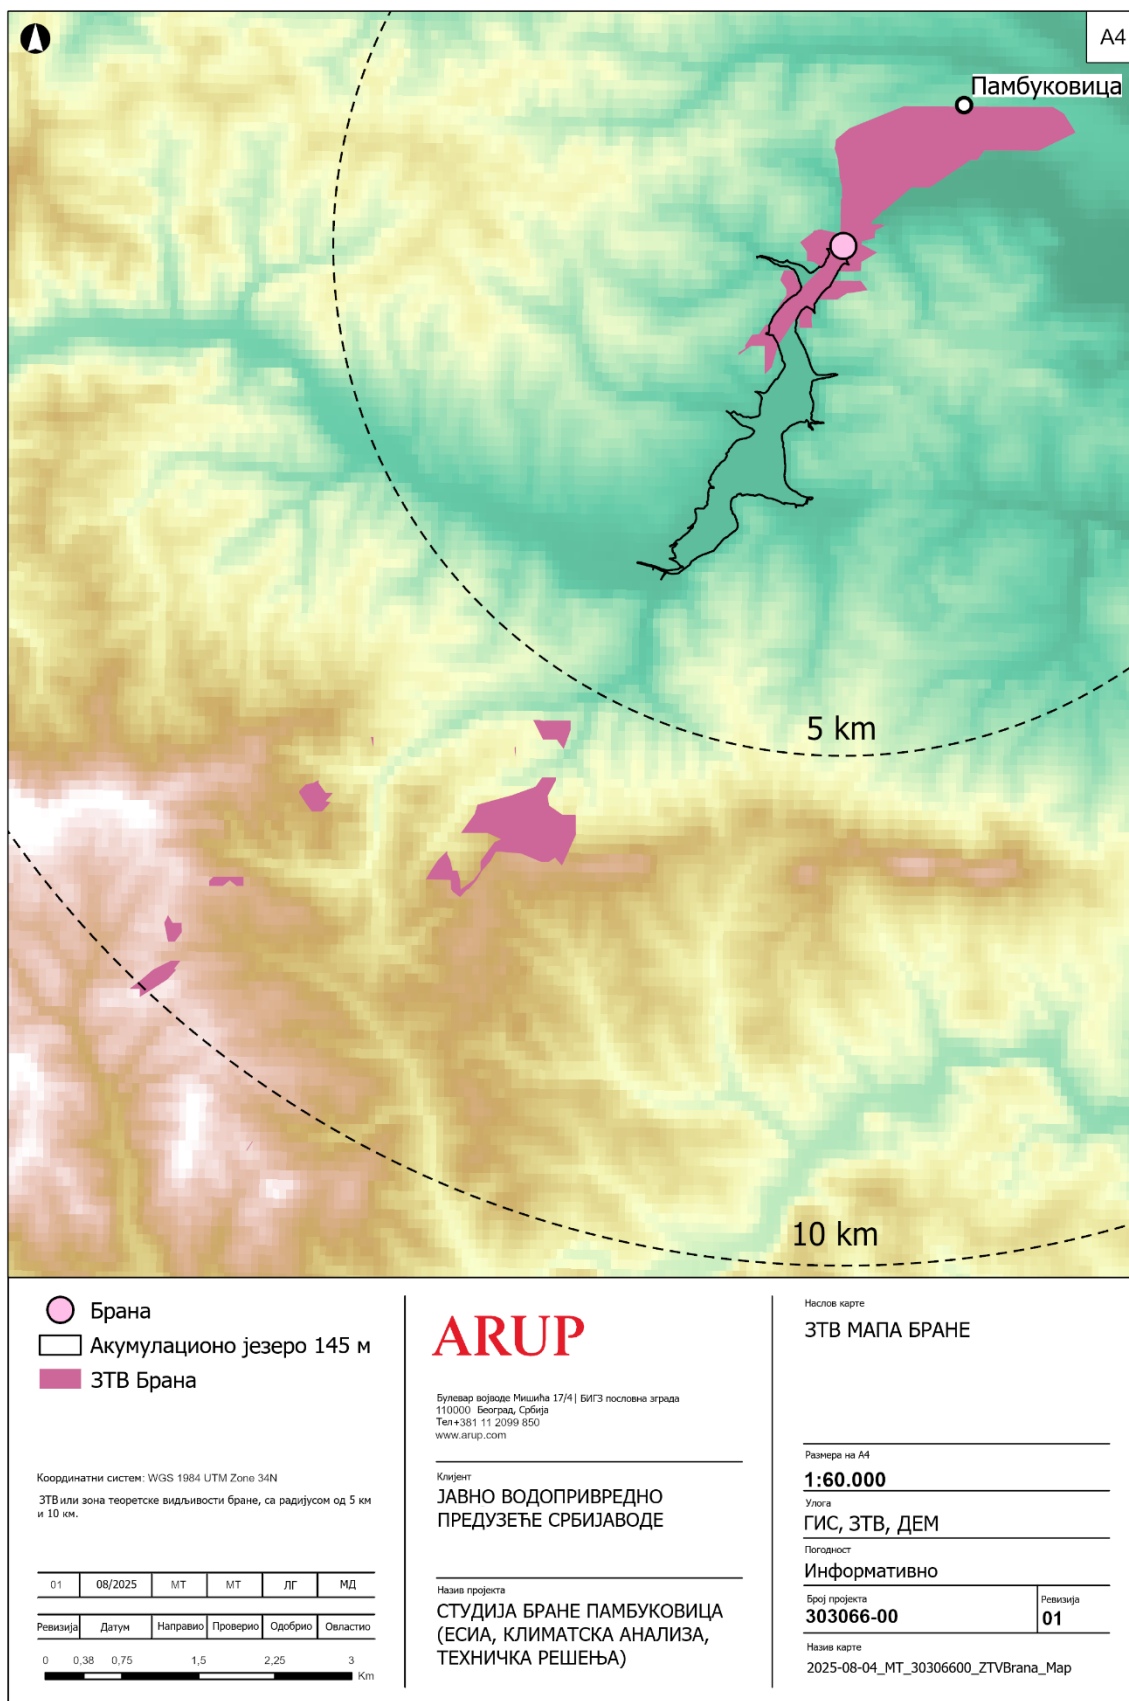 A4
Памбуковица
5 km
10 km
Брана
Акумулационо језеро 145 м
ЗТВ Брана
Координатни систем: WGS 1984 UTM Zone 34N
ЗТВ или зона теоретске видљивости бране, са радијусом од 5 км
и 10 км.
01 08/2025 МТ МТ ЛГ МД
Ревизија Датум Направио Проверио Одобрио Овластио
0 0,38 0,75 1,5 2,25 3
Km
ARUP
Булевар војводе Мишића 17/4 | БИГЗ пословна зграда
110000 Београд, Србија
Тел+381 11 2099 850
www.arup.com
Клијент
ЈАВНО ВОДОПРИВРЕДНО
ПРЕДУЗЕЋЕ СРБИЈАВОДЕ
Назив пројекта
СТУДИЈА БРАНЕ ПАМБУКОВИЦА
(ЕСИА, КЛИМАТСКА АНАЛИЗА,
ТЕХНИЧКА РЕШЕЊА)
Наслов карте
ЗТВ МАПА БРАНЕ
Размера на А4
1:60.000
Улога
ГИС, ЗТВ, ДЕМ
Погодност
Информативно
Број пројекта
303066-00
Ревизија
01
Назив карте
2025-08-04_MT_30306600_ZTVBrana_Map